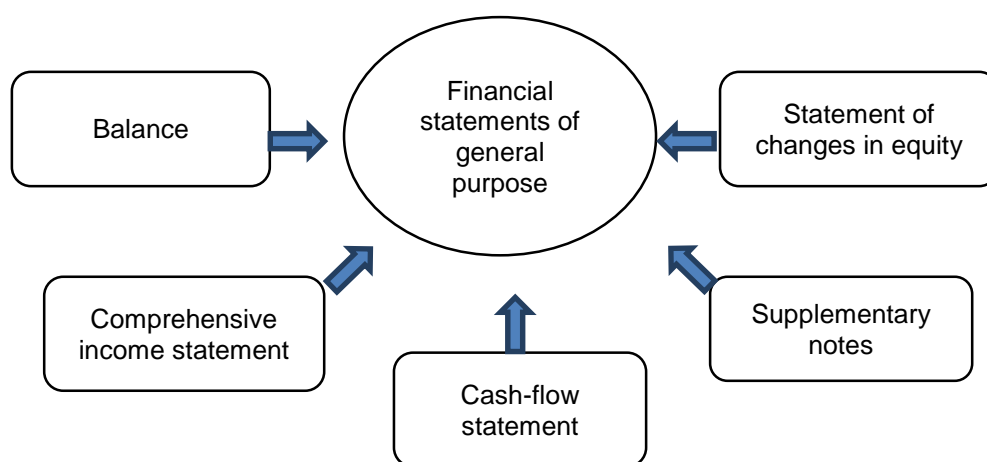 Financial
statements of
general
purpose
Balance
Statement of
changes in equity
Comprehensive
income statement
Supplementary
notes
Cash-flow
statement